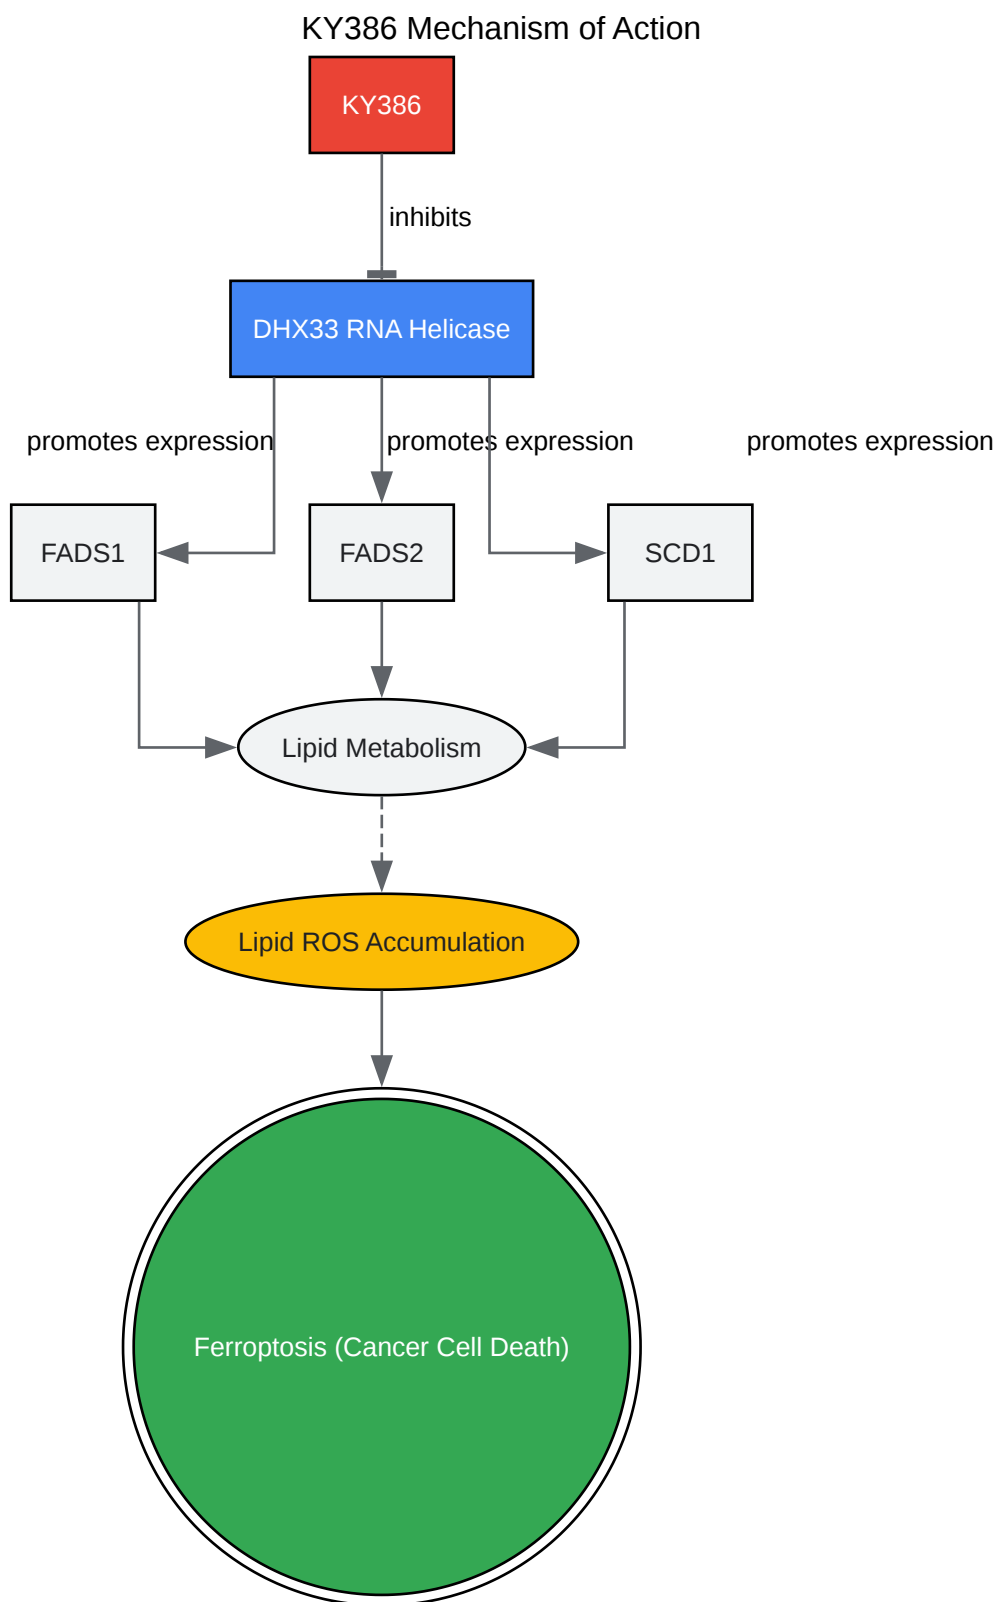 KY386 Mechanism of Action
KY386
inhibits
DHX33 RNA Helicase
promotes expression
promotes expression
promotes expression
FADS1
FADS2
SCD1
Lipid Metabolism
Lipid ROS Accumulation
Ferroptosis (Cancer Cell Death)